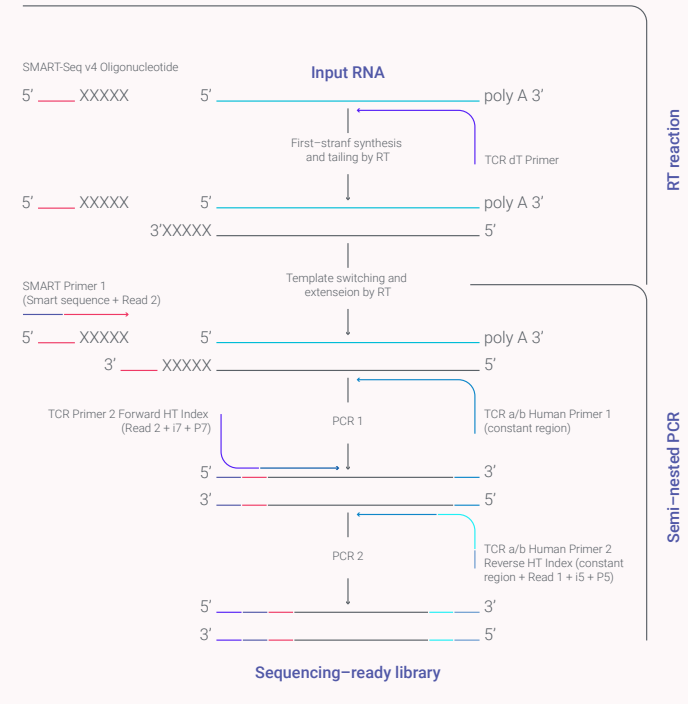 SMART-Seq v4 Oligonucleotide
Input RNA
5’ XXXXX 5’ poly A 3’
First–stranf synthesis
and tailing by RT
TCR dT Primer
RT reaction
5’ XXXXX 5’ poly A 3’
3’XXXXX 5’
Template switching and
extenseion by RT
SMART Primer 1
(Smart sequence + Read 2)
5’ XXXXX 5’ poly A 3’
3’ XXXXX 5’
TCR Primer 2 Forward HT Index
(Read 2 + i7 + P7)
PCR 1
TCR a/b Human Primer 1
(constant region)
Semi–nested PCR
5’ 3’
3’ 5’
PCR 2
TCR a/b Human Primer 2
Reverse HT Index (constant
region + Read 1 + i5 + P5)
5’ 3’
3’ 5’
Sequencing–ready library